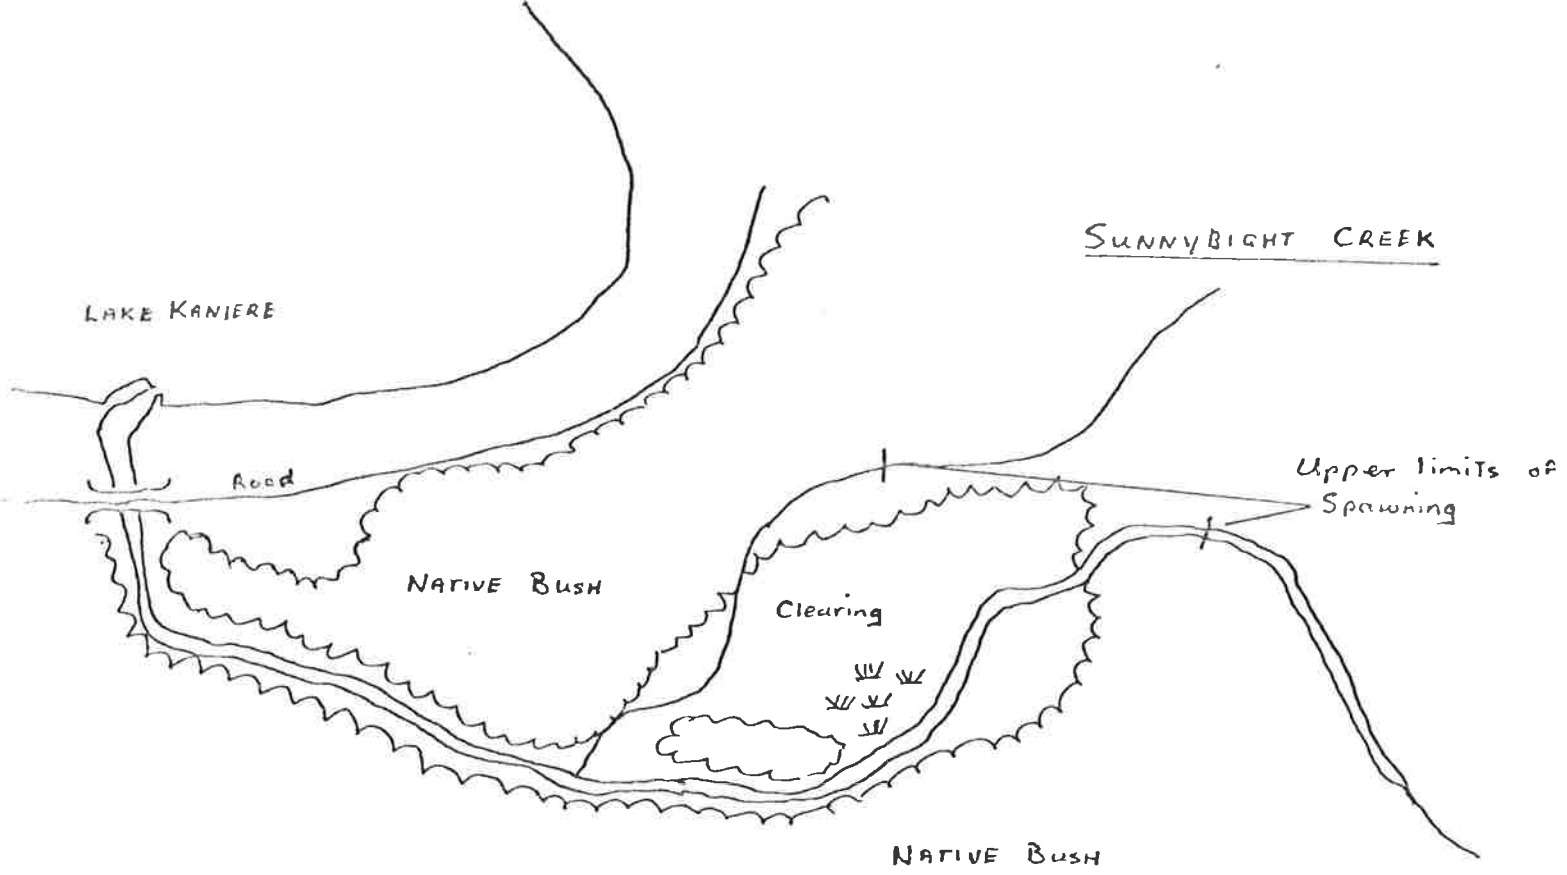 SUNNYBIGHT CREEK
LAKE KANIERE
Road
Upper limits of
Spawning
NATIVE BUSH
Clearing
NATIVE BUSH